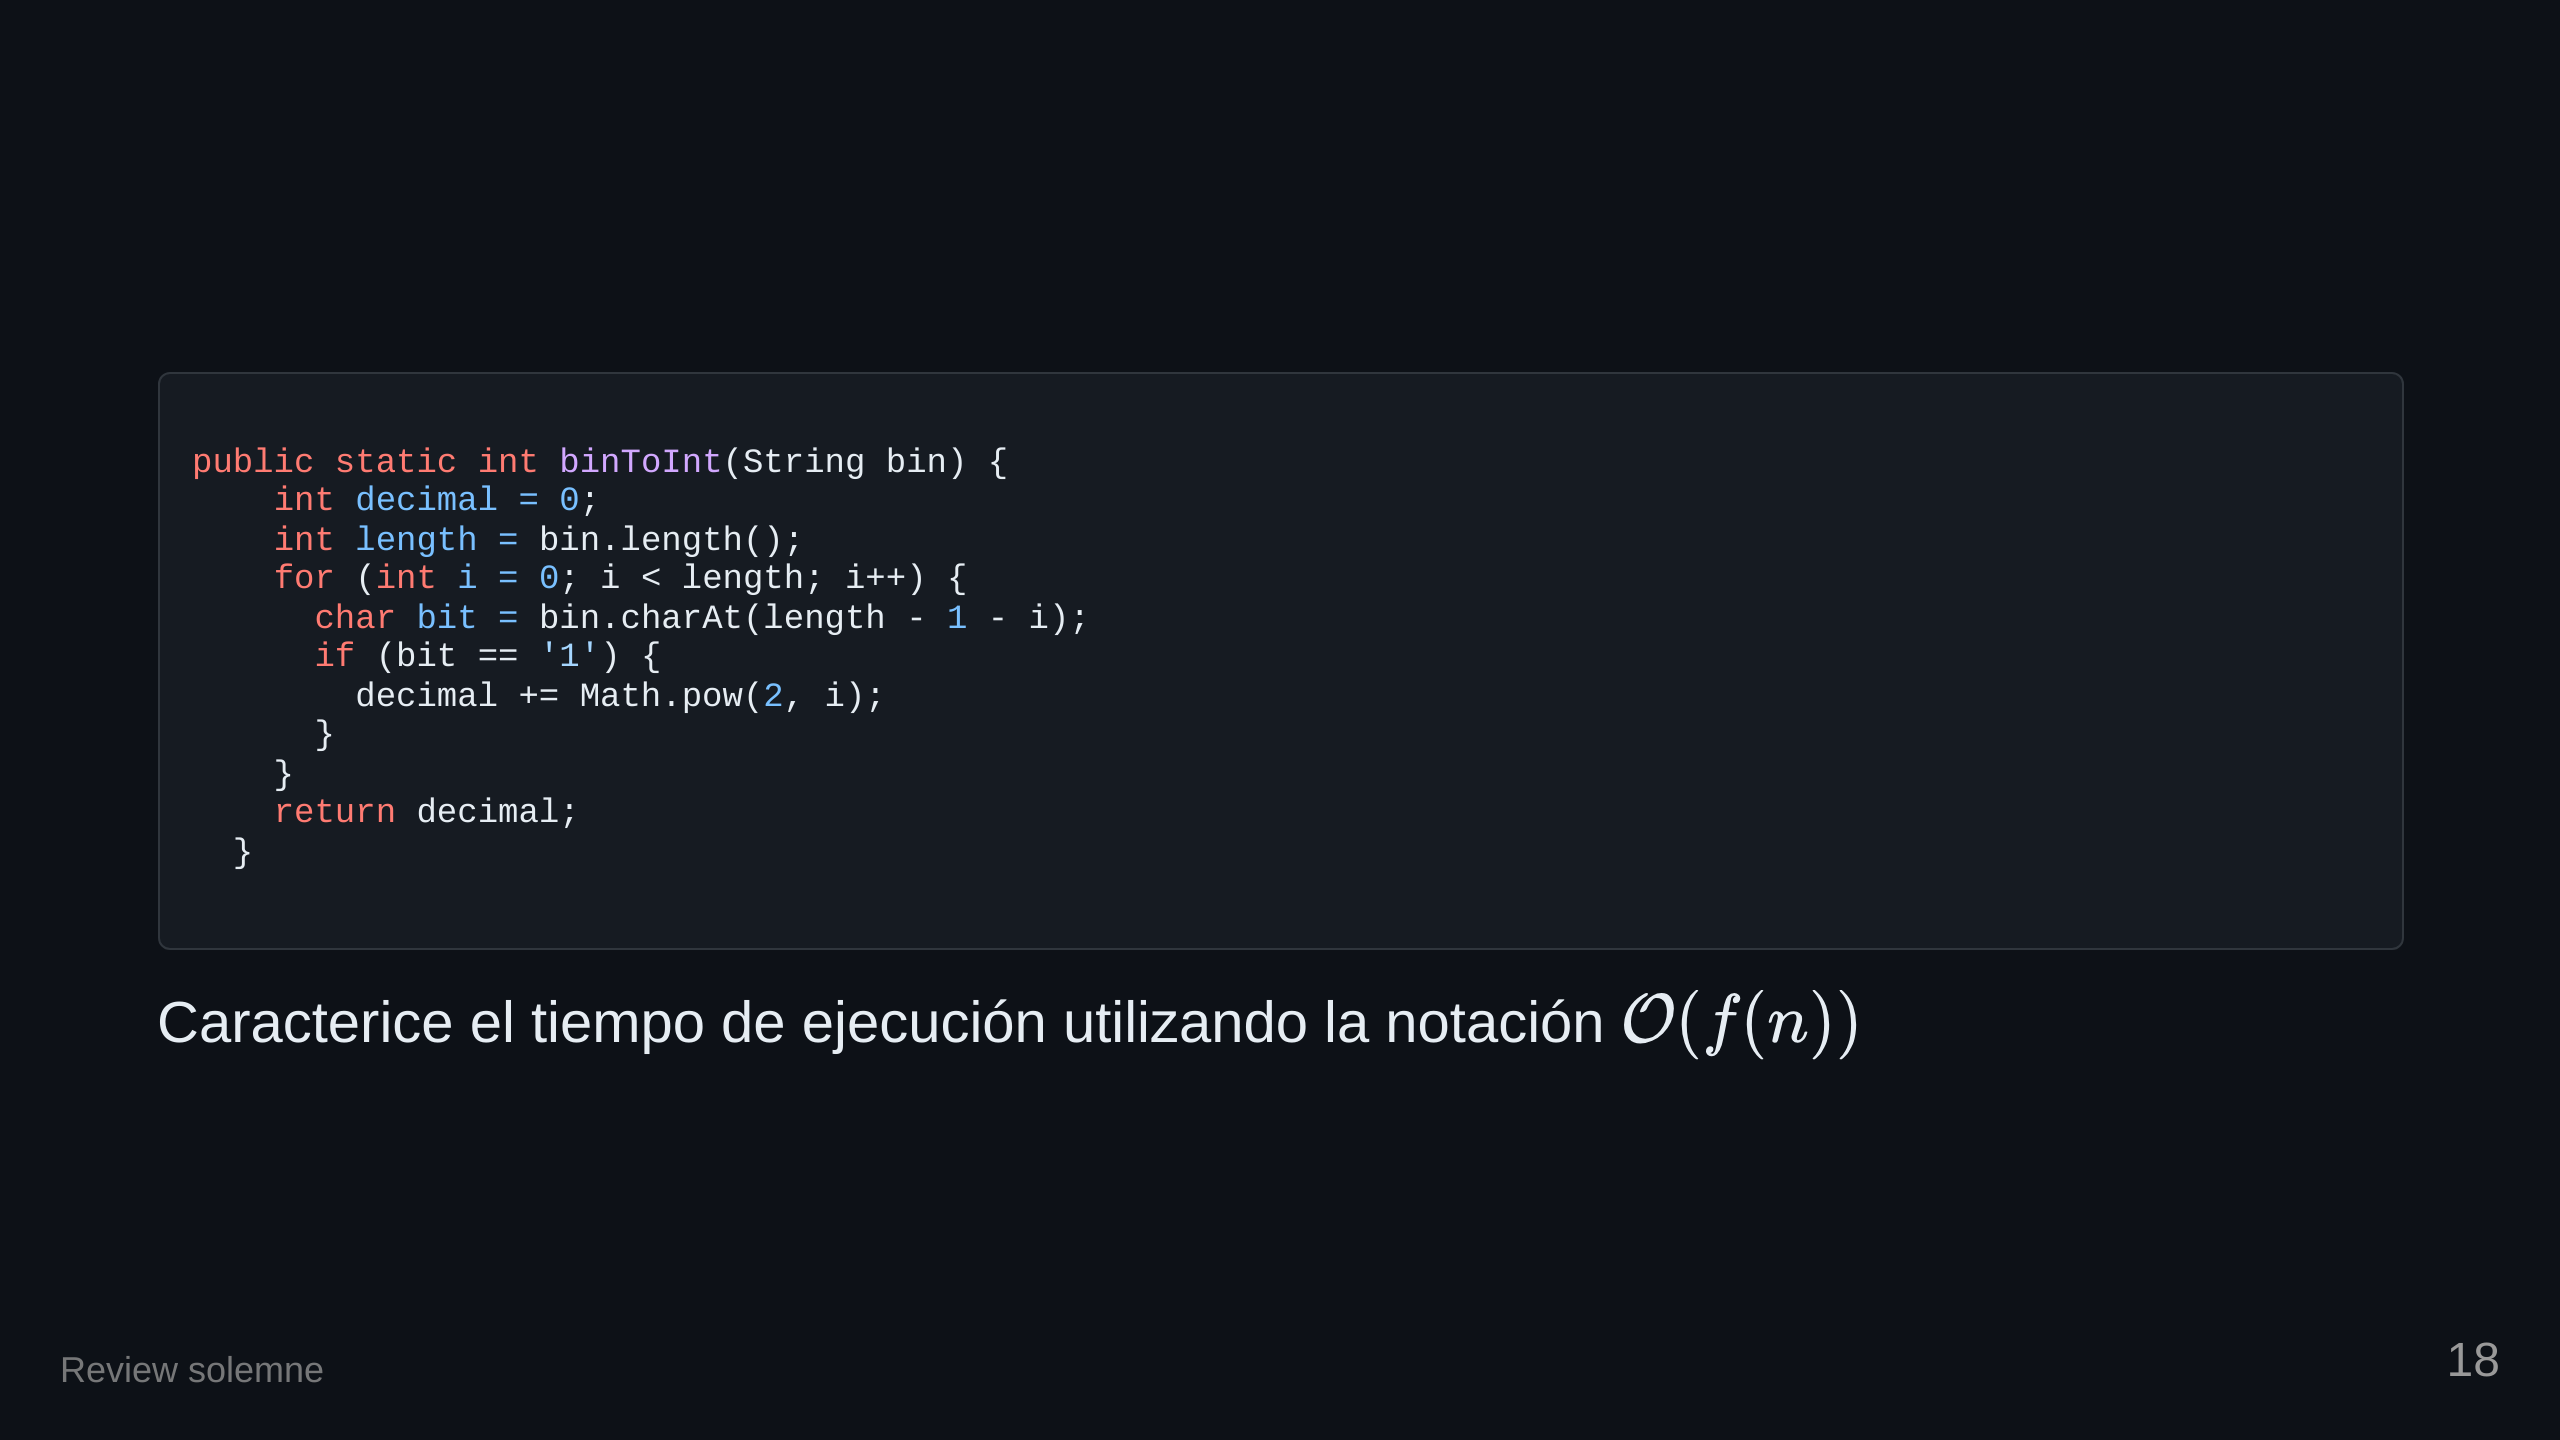 public static int binToInt(String bin) {
    int decimal = 0;
    int length = bin.length();
    for (int i = 0; i < length; i++) {
      char bit = bin.charAt(length - 1 - i);
      if (bit == '1') {
        decimal += Math.pow(2, i);
      }
    }
    return decimal;
  }
Caracterice el tiempo de ejecución utilizando la notación 𝒪(f(n))
Review solemne
18